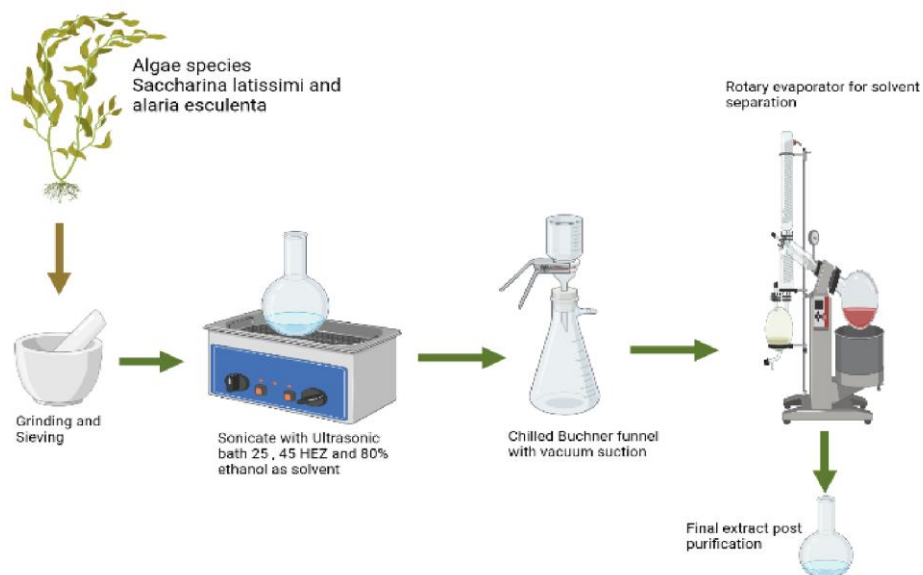 Algae species
Saccharina latissimi and
alaria esculenta
Rotary evaporator for solvent
separation
Grinding and
Sieving
Sonicate with Ultrasonic
bath 25 , 45 HEZ and 80%
ethanol as solvent
Chilled Buchner funnel
with vacuum suction
Final extract post
purification